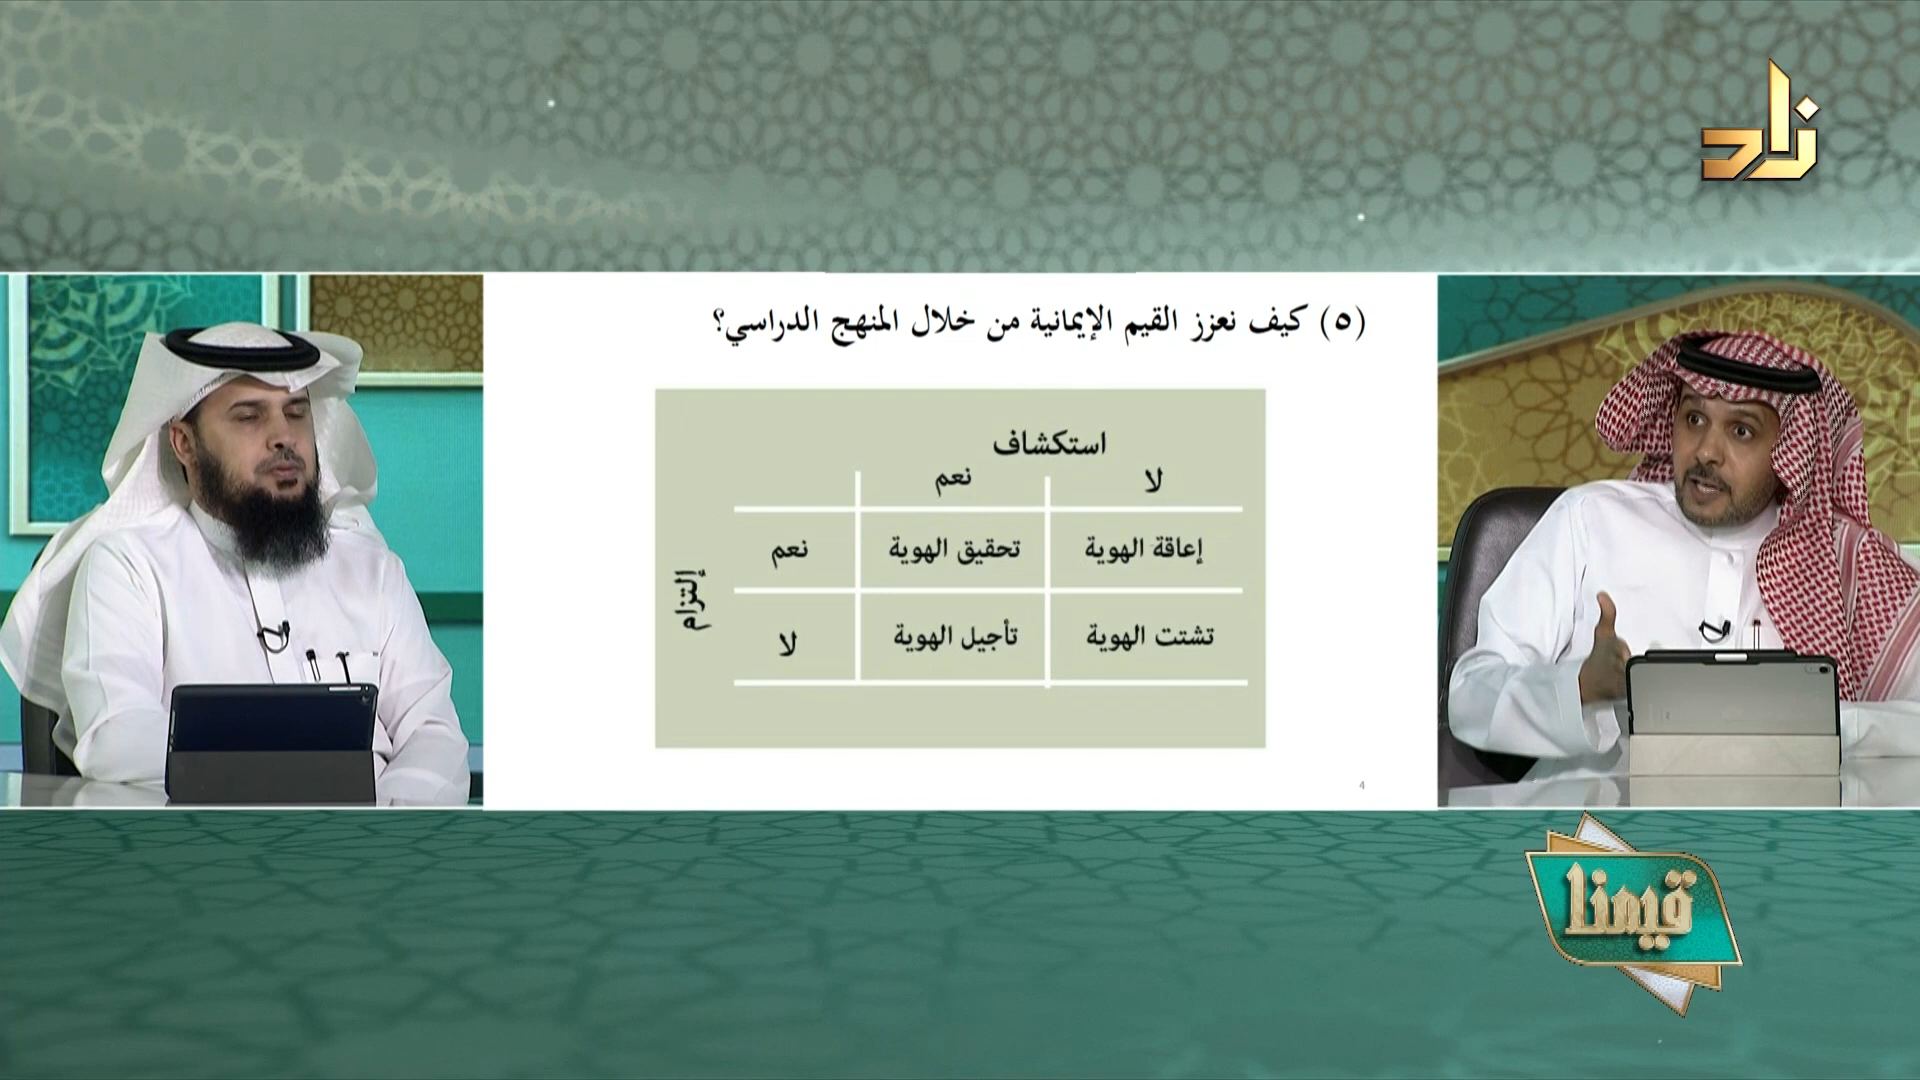 زاد
(٥) كيف نعزز القيم الإيمانية من خلال المنهج الدراسي؟
استكشاف
نعم لا
إلتزام
نعم تحقيق الهوية إعاقة الهوية
لا تأجيل الهوية تشتت الهوية
4
قيمنا